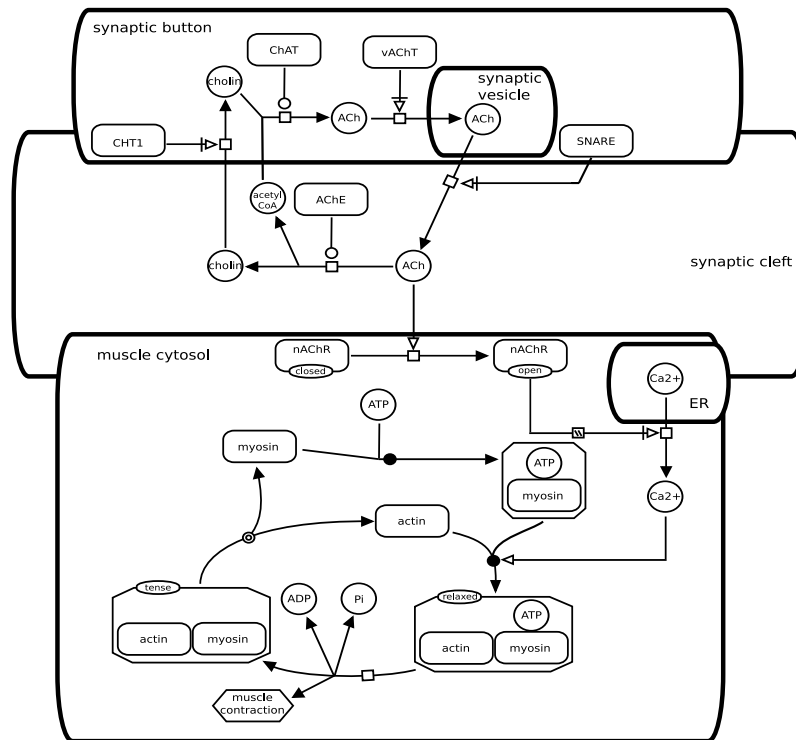 synaptic button
ChAT
vAChT
cholin
synaptic
vesicle
ACh
ACh
CHT1
SNARE
acetyl
CoA
AChE
cholin
ACh
synaptic cleft
muscle cytosol
nAChR
closed
nAChR
open
Ca2+
ER
ATP
myosin
ATP
myosin
Ca2+
actin
tense
actin
myosin
ADP
Pi
relaxed
ATP
actin
myosin
muscle
contraction